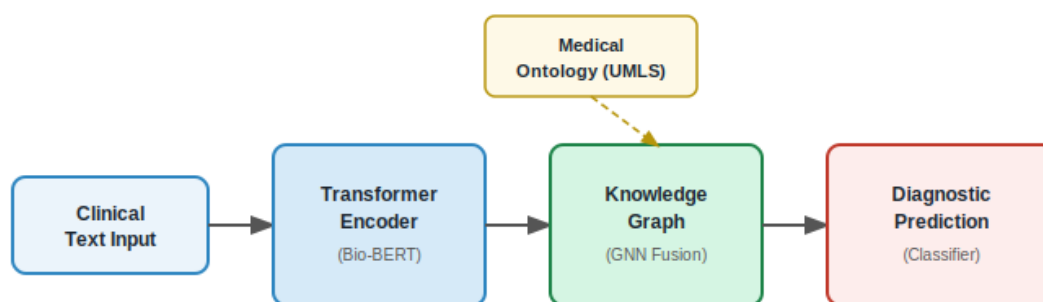 Medical
Ontology (UMLS)
Clinical
Text Input
Transformer
Encoder
(Bio-BERT)
Knowledge
Graph
(GNN Fusion)
Diagnostic
Prediction
(Classifier)